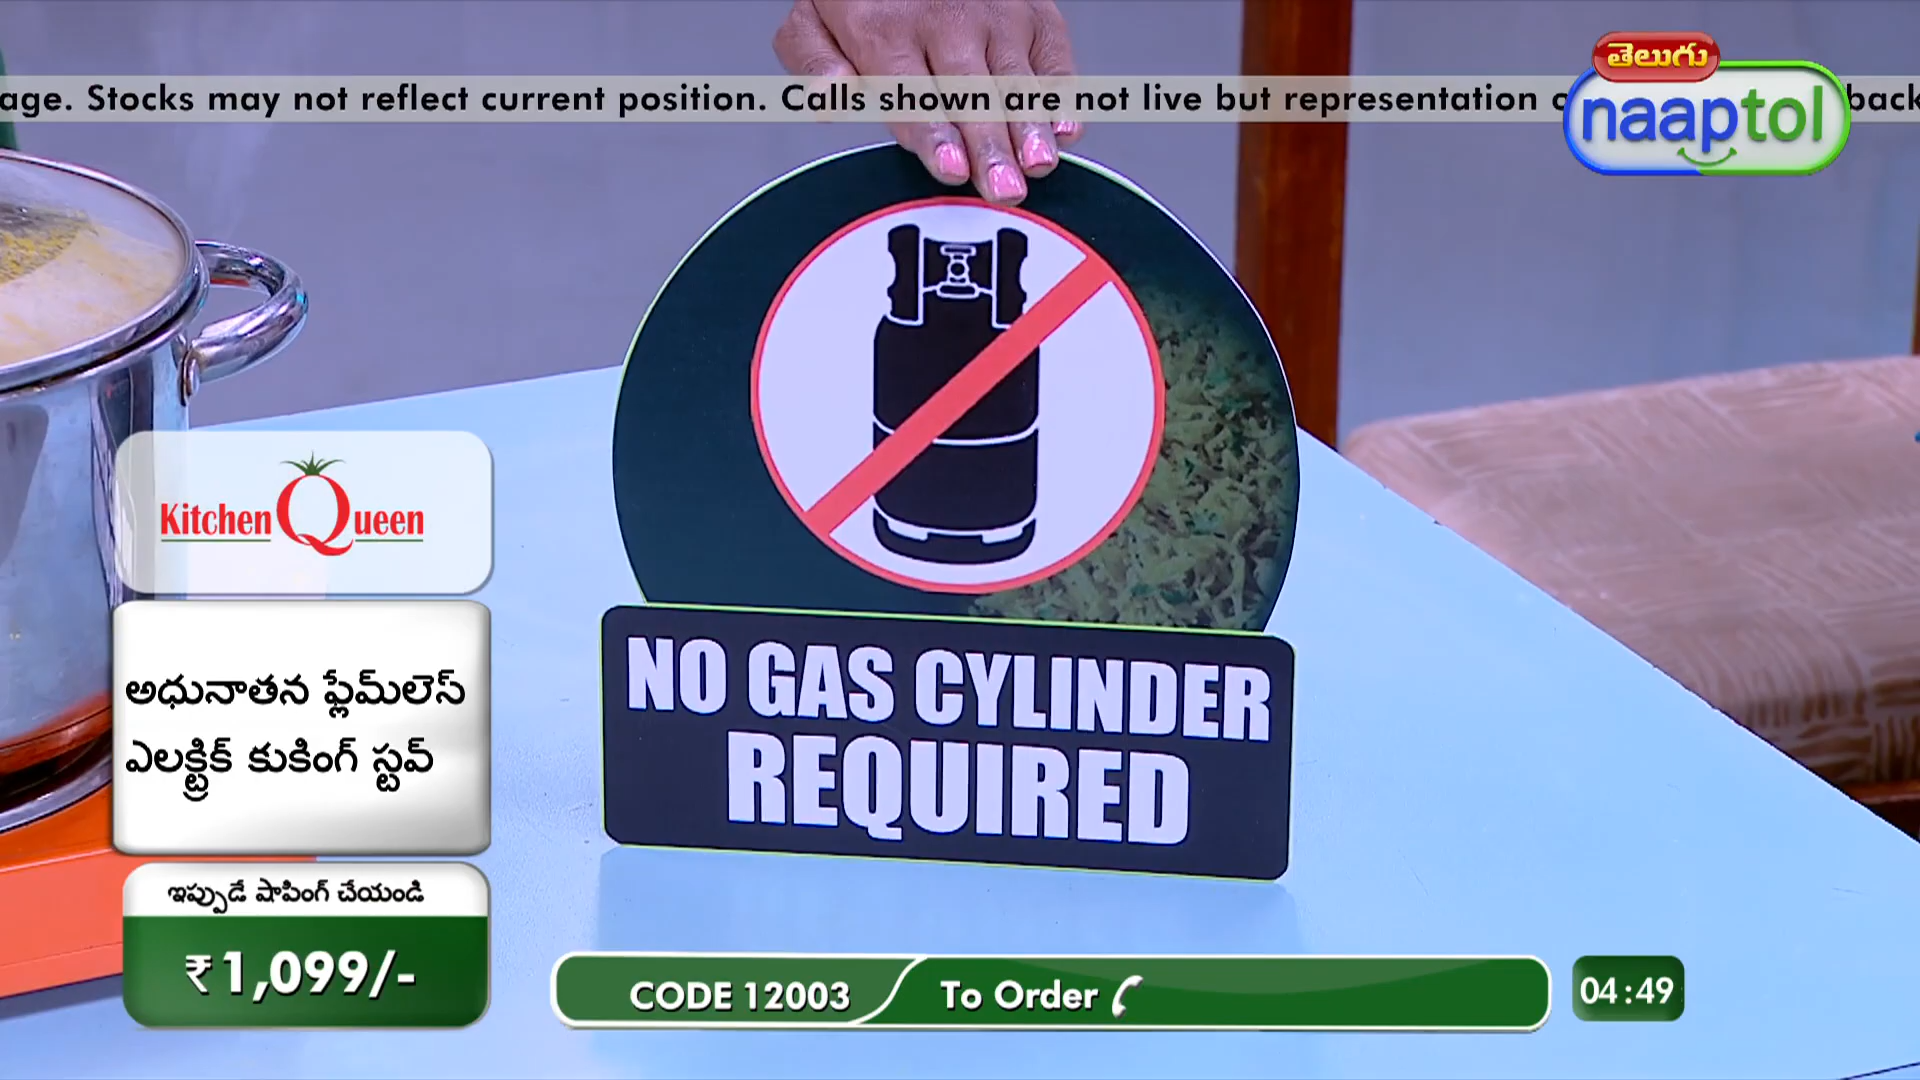 age. Stocks may not reflect current position. Calls shown are not live but representation
back
తెలుగు
naaptol
Kitchen Queen
అధునాతన ఫ్లేమ్‌లెస్
ఎలక్ట్రిక్ కుకింగ్ స్టవ్
ఇప్పుడే షాపింగ్ చేయండి
₹1,099/-
NO GAS CYLINDER
REQUIRED
CODE 12003 To Order
04:49